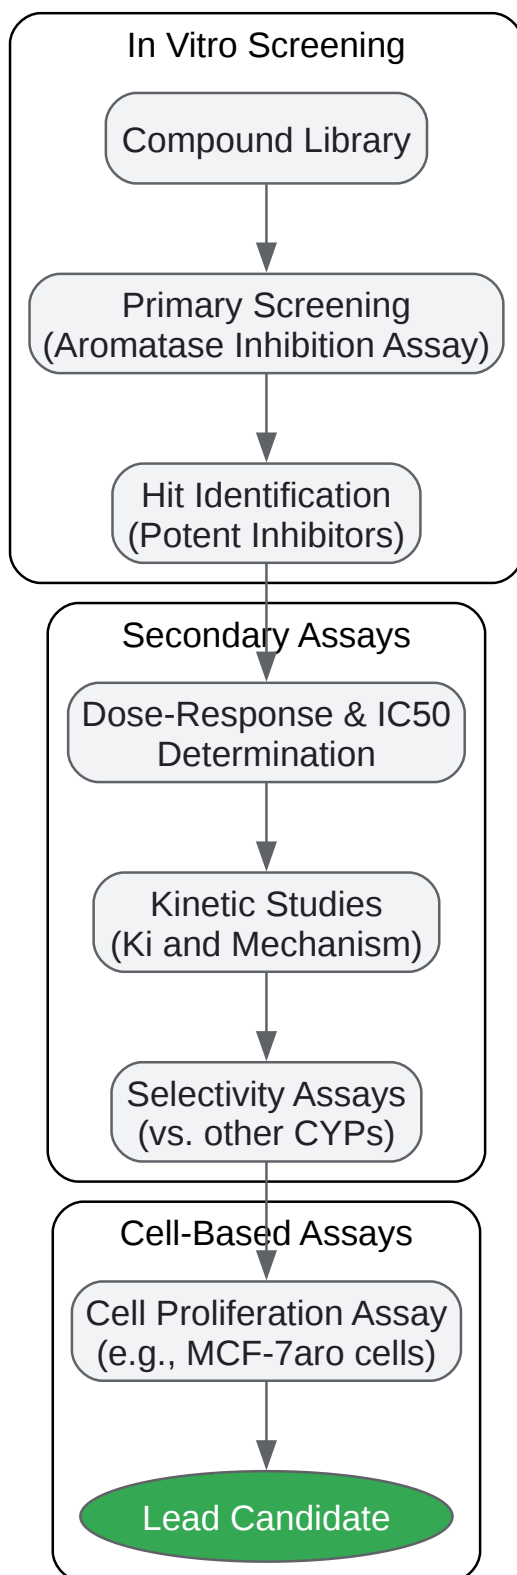 In Vitro Screening
Compound Library
Primary Screening
(Aromatase Inhibition Assay)
Hit Identification
(Potent Inhibitors)
Secondary Assays
Dose-Response & IC50
Determination
Kinetic Studies
(Ki and Mechanism)
Selectivity Assays
(vs. other CYPs)
Cell-Based Assays
Cell Proliferation Assay
(e.g., MCF-7aro cells)
Lead Candidate